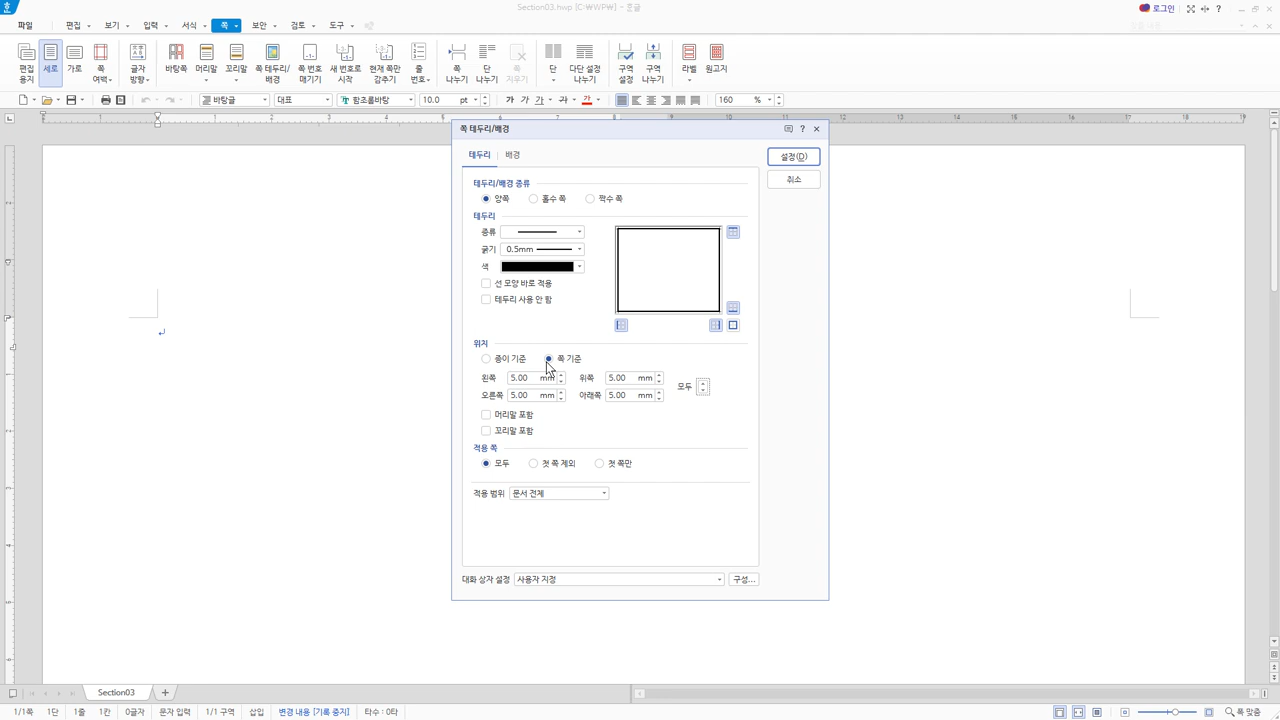 Section03.hwp [C:₩WP₩] - 훈글
로그인
파일 편집 보기 입력 서식 쪽 보안 검토 도구
편집 용지 세로 가로 쪽 여백 글자 방향 바탕쪽 머리말 꼬리말 쪽 테두리/ 배경 쪽 번호 매기기 새 번호로 시작 현재 쪽만 감추기 줄 번호 쪽 나누기 단 나누기 쪽 지우기 단 다단 설정 나누기 구역 설정 구역 나누기 라벨 원고지
바탕글 대표 함초롬바탕 10.0 pt 가 가 가 가 가 160 %
쪽 테두리/배경
테두리 배경
설정(D)
취소
테두리/배경 종류
양쪽 홀수 쪽 짝수 쪽
테두리
종류
굵기 0.5mm
색
선 모양 바로 적용
테두리 사용 안 함
위치
종이 기준 쪽 기준
왼쪽 5.00 mm 위쪽 5.00 mm 모두
오른쪽 5.00 mm 아래쪽 5.00 mm
머리말 포함
꼬리말 포함
적용 쪽
모두 첫 쪽 제외 첫 쪽만
적용 범위 문서 전체
대화 상자 설정 사용자 지정 구성...
Section03
1/1쪽 1단 1줄 1칸 0글자 문자 입력 1/1 구역 삽입 변경 내용 [기록 중지] 타수 : 0타 폭 맞춤